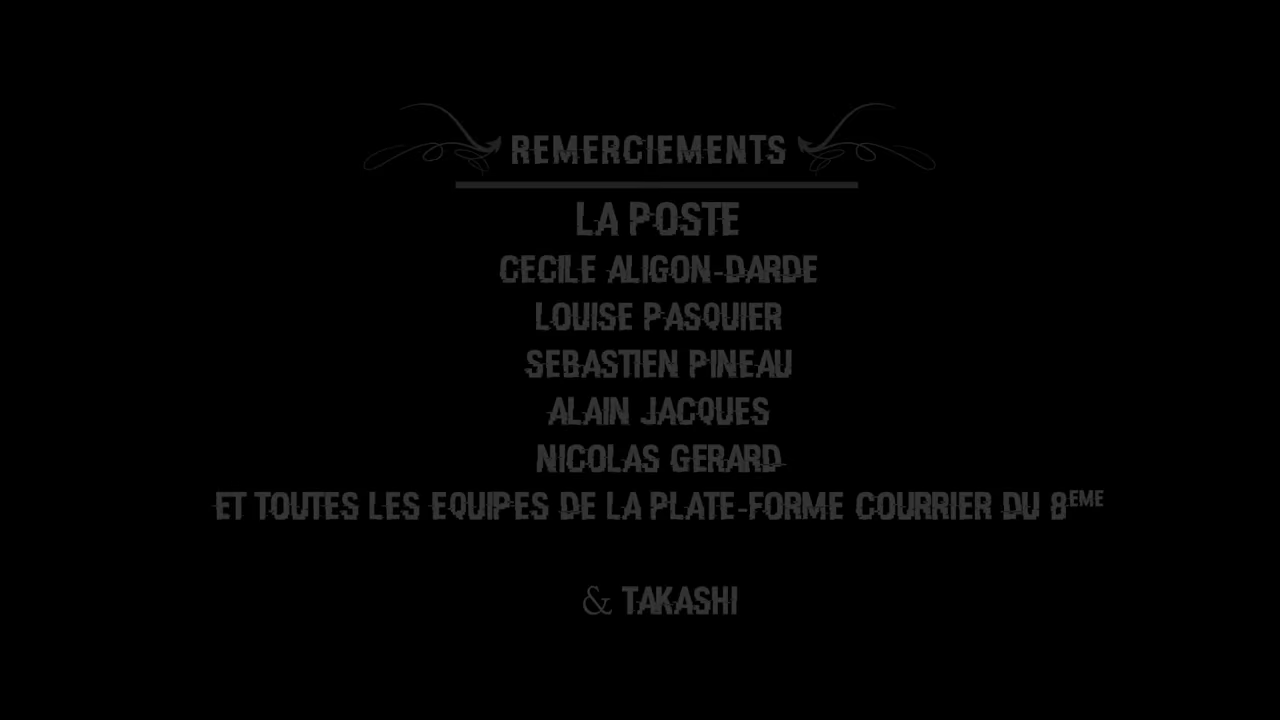 REMERCIEMENTS
LA POSTE
CECILE ALIGON-DARDE
LOUISE PASQUIER
SEBASTIEN PINEAU
ALAIN JACQUES
NICOLAS GERARD
ET TOUTES LES EQUIPES DE LA PLATE-FORME COURRIER DU 8EME
& TAKASHI